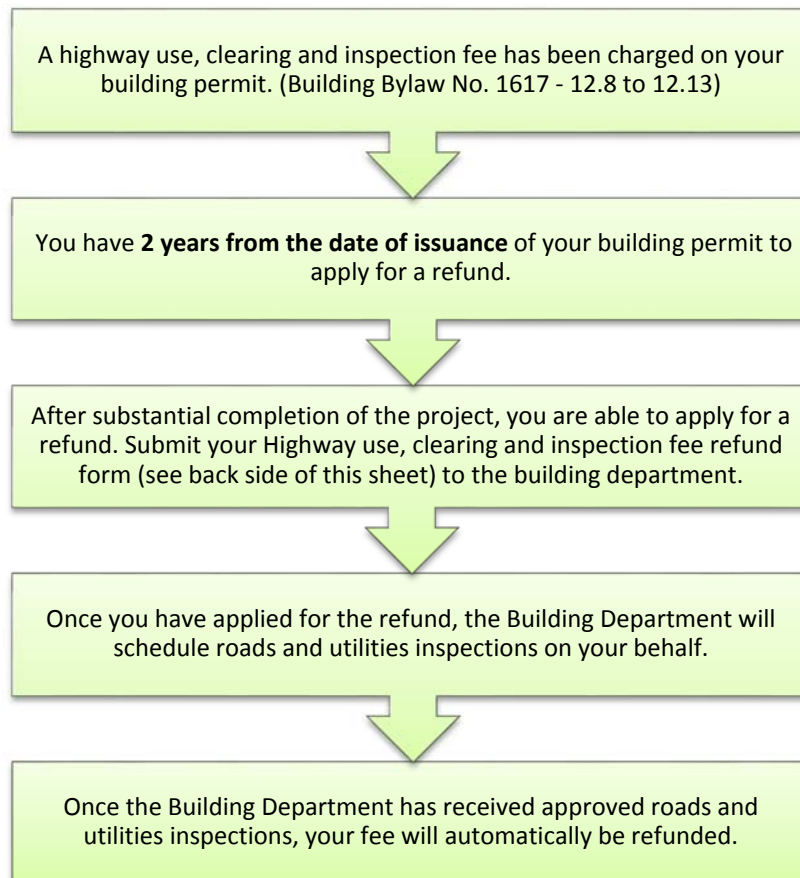 A highway use, clearing and inspection fee has been charged on your
building permit. (Building Bylaw No. 1617 - 12.8 to 12.13)
You have 2 years from the date of issuance of your building permit to
apply for a refund.
After substantial completion of the project, you are able to apply for a
refund. Submit your Highway use, clearing and inspection fee refund
form (see back side of this sheet) to the building department.
Once you have applied for the refund, the Building Department will
schedule roads and utilities inspections on your behalf.
Once the Building Department has received approved roads and
utilities inspections, your fee will automatically be refunded.